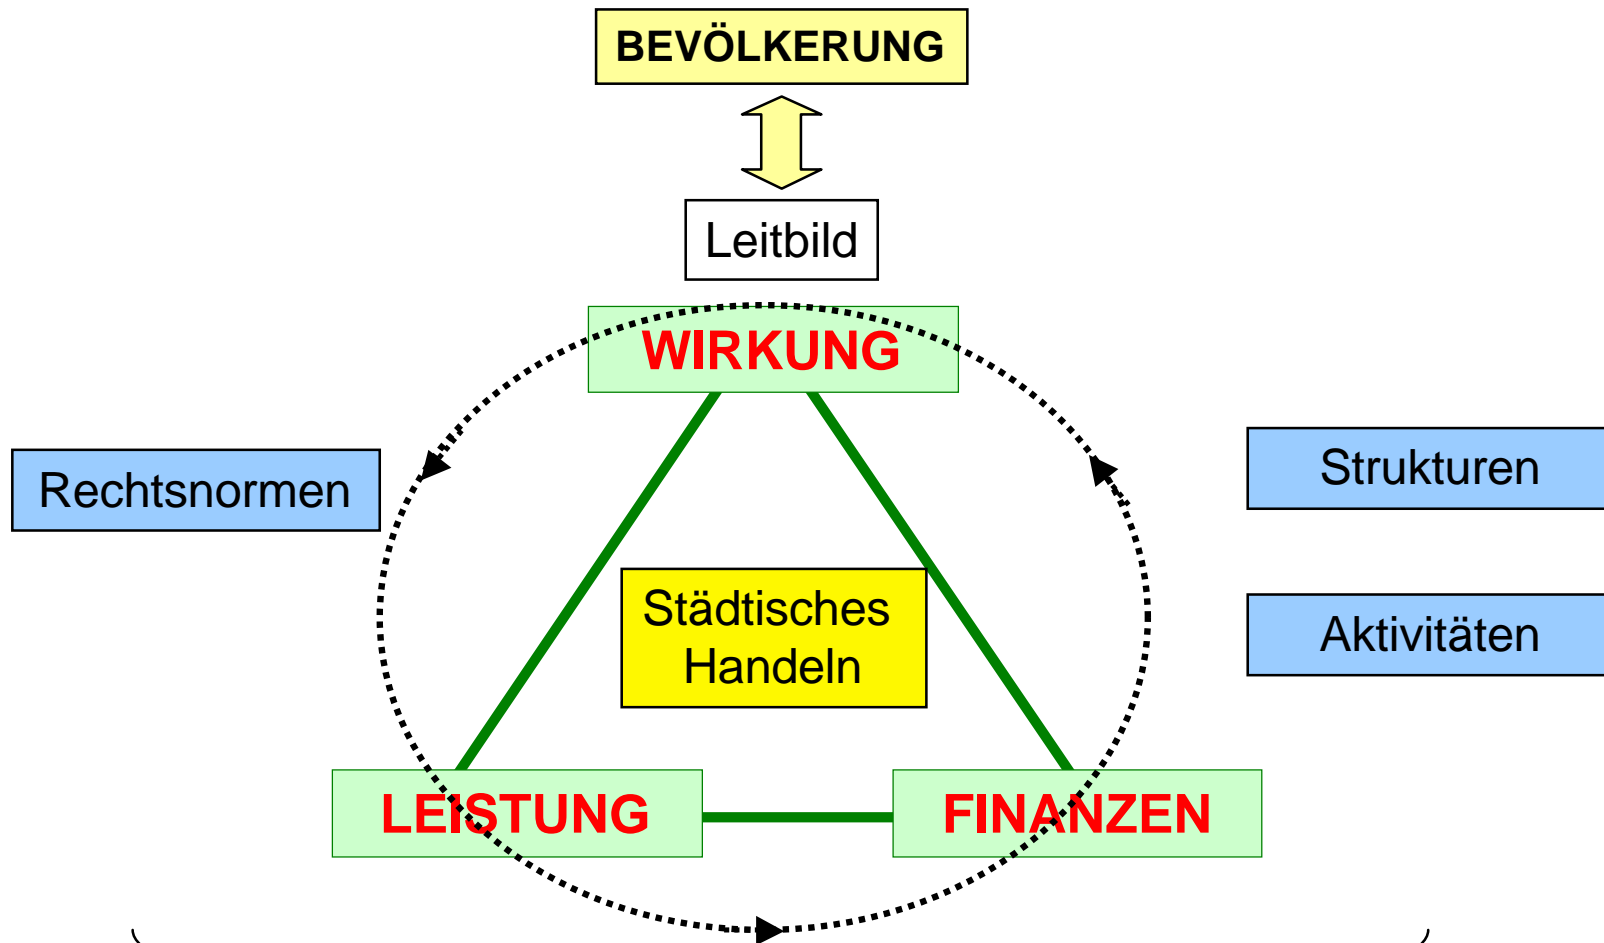 BEVÖLKERUNG
Leitbild
WIRKUNG
Rechtsnormen
Strukturen
Städtisches
Handeln
Aktivitäten
LEISTUNG
FINANZEN